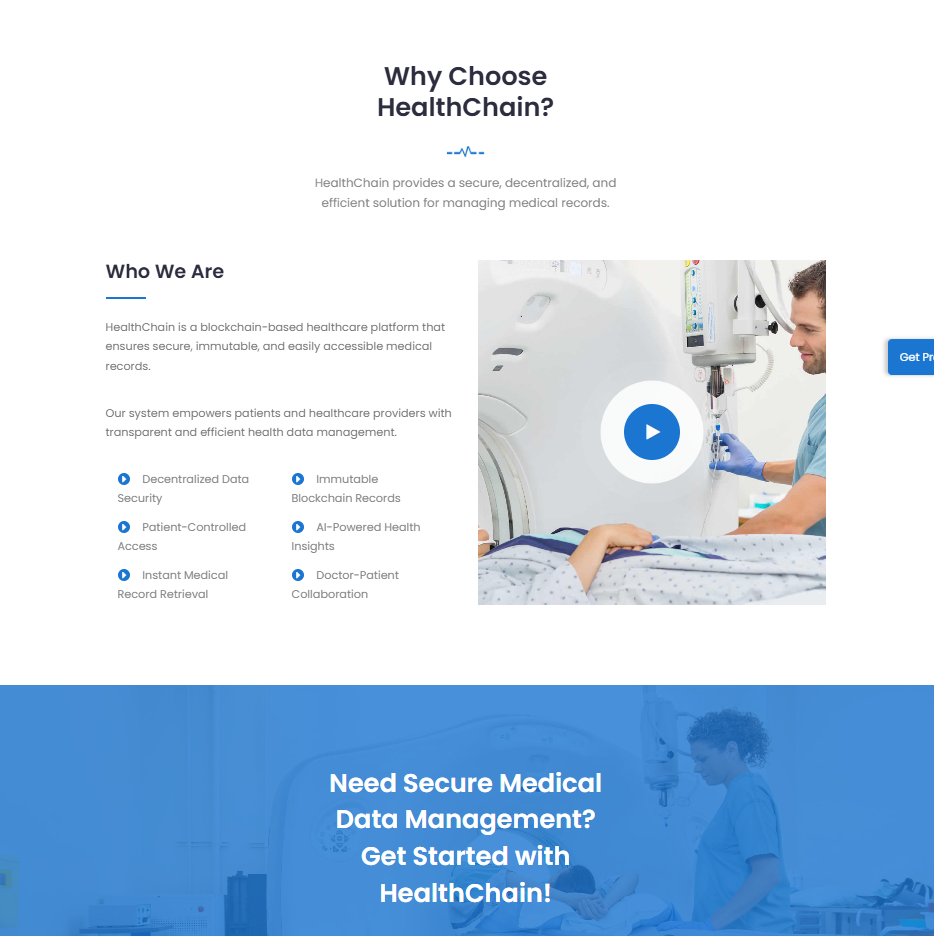 Why Choose
HealthChain?
HealthChain provides a secure, decentralized, and
efficient solution for managing medical records.
Who We Are
HealthChain is a blockchain-based healthcare platform that
ensures secure, immutable, and easily accessible medical
records.
Our system empowers patients and healthcare providers with
transparent and efficient health data management.
Decentralized Data
Security
Immutable
Blockchain Records
Patient-Controlled
Access
AI-Powered Health
Insights
Instant Medical
Record Retrieval
Doctor-Patient
Collaboration
Get Pr
Need Secure Medical
Data Management?
Get Started with
HealthChain!